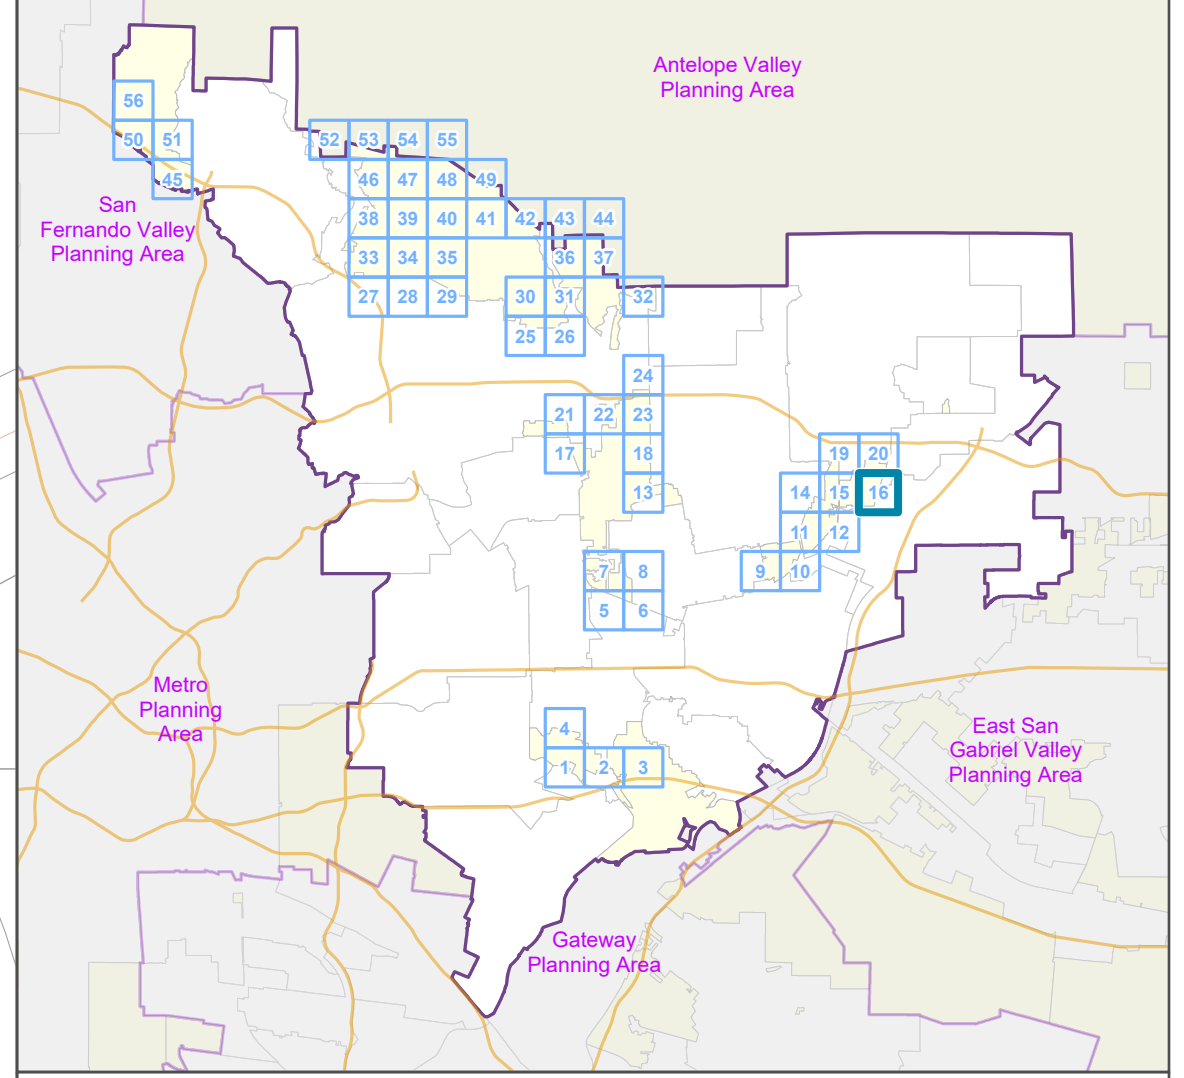 Antelope Valley
Planning Area
56
50 51
45
52 53 54 55
46 47 48 49
38 39 40 41 42 43 44
33 34 35 36 37
27 28 29 30 31 32
25 26
San
Fernando Valley
Planning Area
24
21 22 23
17 18
13
19 20
14 15 16
11 12
9 10
7 8
5 6
Metro
Planning
Area
4
1 2 3
East San
Gabriel Valley
Planning Area
Gateway
Planning Area